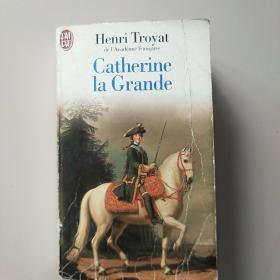 J'AI LU
Henri Troyat
de l'Académie française
Catherine
la Grande